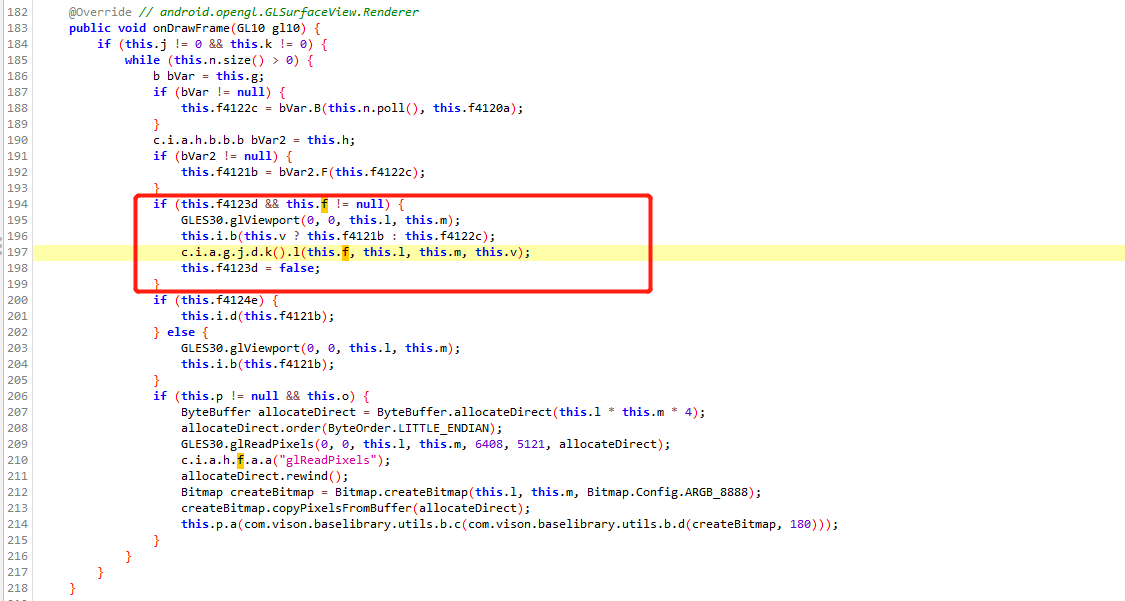 182 @Override // android.opengl.GLSurfaceView.Renderer
183 public void onDrawFrame(GL10 gl10) {
184 if (this.j != 0 && this.k != 0) {
185 while (this.n.size() > 0) {
186 b bVar = this.g;
187 if (bVar != null) {
188 this.f4122c = bVar.B(this.n.poll(), this.f4120a);
189 }
190 c.i.a.h.b.b.b bVar2 = this.h;
191 if (bVar2 != null) {
192 this.f4121b = bVar2.F(this.f4122c);
193 }
194 if (this.f4123d && this.f != null) {
195 GLES30.glViewport(0, 0, this.l, this.m);
196 this.i.b(this.v ? this.f4121b : this.f4122c);
197 c.i.a.g.j.d.k().l(this.f, this.l, this.m, this.v);
198 this.f4123d = false;
199 }
200 if (this.f4124e) {
201 this.i.d(this.f4121b);
202 } else {
203 GLES30.glViewport(0, 0, this.l, this.m);
204 this.i.b(this.f4121b);
205 }
206 if (this.p != null && this.o) {
207 ByteBuffer allocateDirect = ByteBuffer.allocateDirect(this.l * this.m * 4);
208 allocateDirect.order(ByteOrder.LITTLE_ENDIAN);
209 GLES30.glReadPixels(0, 0, this.l, this.m, 6408, 5121, allocateDirect);
210 c.i.a.h.f.a.a("glReadPixels");
211 allocateDirect.rewind();
212 Bitmap createBitmap = Bitmap.createBitmap(this.l, this.m, Bitmap.Config.ARGB_8888);
213 createBitmap.copyPixelsFromBuffer(allocateDirect);
214 this.p.a(com.vison.baselibrary.utils.b.c(com.vison.baselibrary.utils.b.d(createBitmap, 180)));
215 }
216 }
217 }
218 }